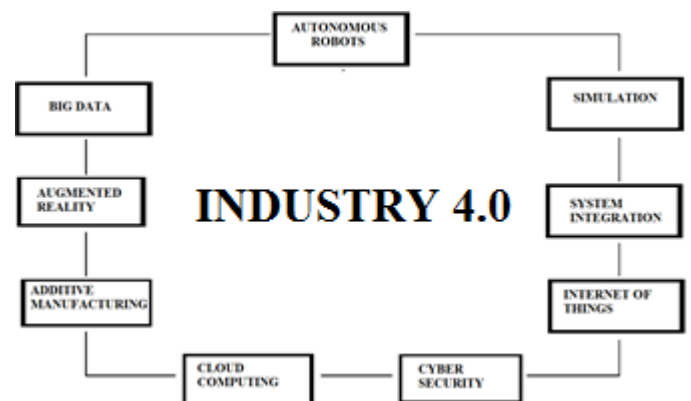 AUTONOMOUS
ROBOTS
BIG DATA
SIMULATION
AUGMENTED
REALITY
INDUSTRY 4.0
SYSTEM
INTEGRATION
ADDITIVE
MANUFACTURING
INTERNET OF
THINGS
CLOUD
COMPUTING
CYBER
SECURITY